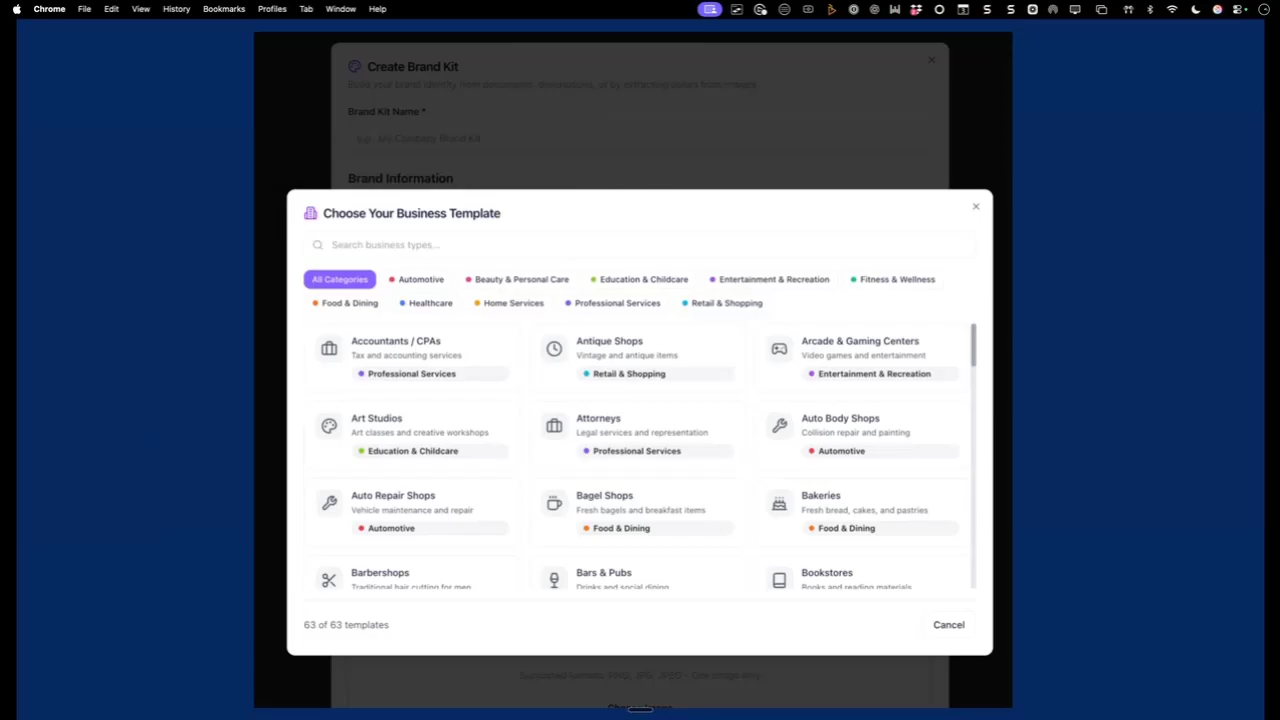 Chrome File Edit View History Bookmarks Profiles Tab Window Help
Create Brand Kit
Build your brand identity from documents, descriptions, or by extracting colors from images
Brand Kit Name *
e.g., My Company Brand Kit
Brand Information
Choose Your Business Template
Search business types...
All Categories Automotive Beauty & Personal Care Education & Childcare Entertainment & Recreation Fitness & Wellness
Food & Dining Healthcare Home Services Professional Services Retail & Shopping
Accountants / CPAs
Tax and accounting services
Professional Services
Antique Shops
Vintage and antique items
Retail & Shopping
Arcade & Gaming Centers
Video games and entertainment
Entertainment & Recreation
Art Studios
Art classes and creative workshops
Education & Childcare
Attorneys
Legal services and representation
Professional Services
Auto Body Shops
Collision repair and painting
Automotive
Auto Repair Shops
Vehicle maintenance and repair
Automotive
Bagel Shops
Fresh bagels and breakfast items
Food & Dining
Bakeries
Fresh bread, cakes, and pastries
Food & Dining
Barbershops
Traditional hair cutting for men
Bars & Pubs
Drinks and social dining
Bookstores
Books and reading materials
63 of 63 templates
Cancel
Supported formats: PNG, JPG, JPEG • One image only